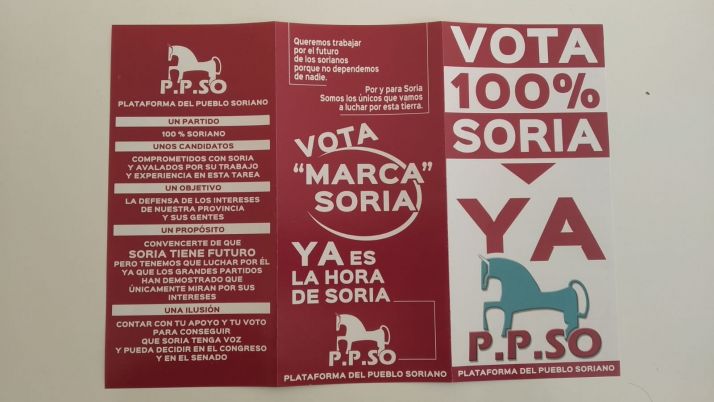 P.P.SO
PLATAFORMA DEL PUEBLO SORIANO
UN PARTIDO
100 % SORIANO
UNOS CANDIDATOS
COMPROMETIDOS CON SORIA
Y AVALADOS POR SU TRABAJO
Y EXPERIENCIA EN ESTA TAREA
UN OBJETIVO
LA DEFENSA DE LOS INTERESES
DE NUESTRA PROVINCIA
Y SUS GENTES
UN PROPÓSITO
CONVENCERTE DE QUE
SORIA TIENE FUTURO
PERO TENEMOS QUE LUCHAR POR ÉL
YA QUE LOS GRANDES PARTIDOS
HAN DEMOSTRADO QUE
ÚNICAMENTE MIRAN POR SUS
INTERESES
UNA ILUSIÓN
CONTAR CON TU APOYO Y TU VOTO
PARA CONSEGUIR
QUE SORIA TENGA VOZ
Y PUEDA DECIDIR EN EL CONGRESO
Y EN EL SENADO
Queremos trabajar
por el futuro
de los sorianos
porque no dependemos
de nadie.
Por y para Soria
Somos los únicos que vamos
a luchar por esta tierra.
VOTA
"MARCA"
SORIA
YA ES
LA HORA
DE SORIA
P.P.SO
PLATAFORMA DEL PUEBLO SORIANO
VOTA
100%
SORIA
YA
P.P.SO
PLATAFORMA DEL PUEBLO SORIANO